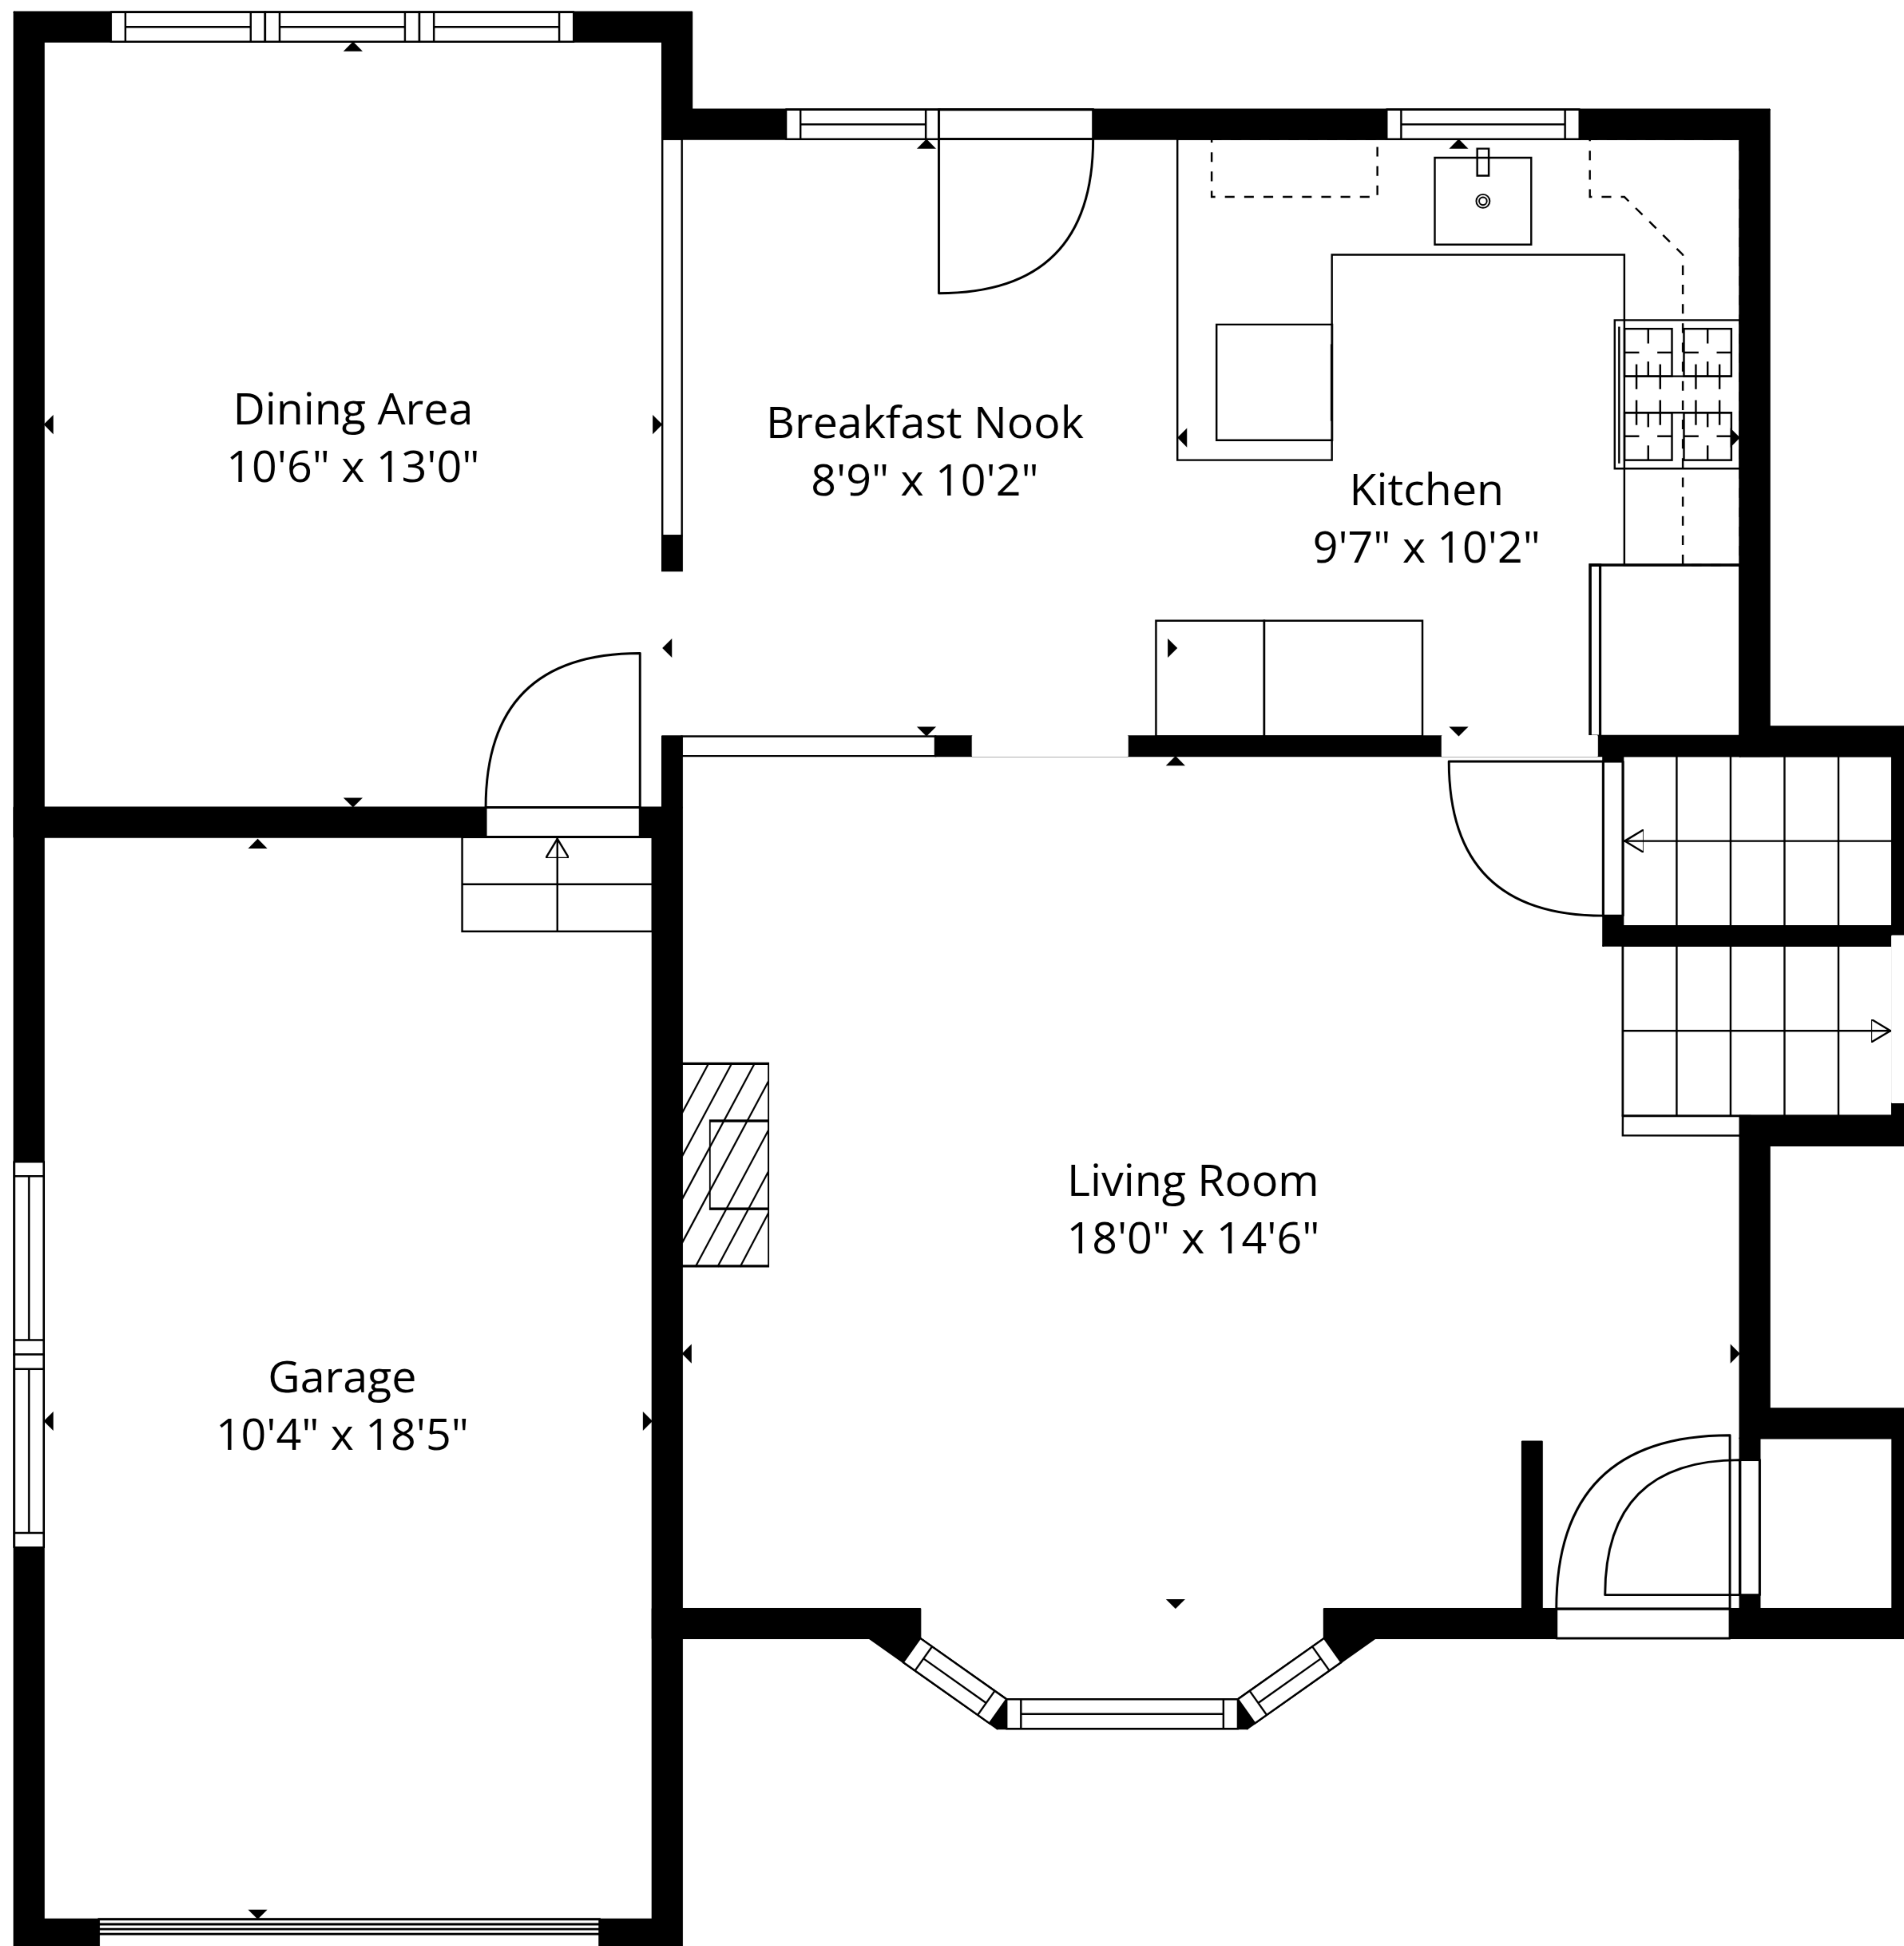 Dining Area
10'6" x 13'0"
Breakfast Nook
8'9" x 10'2"
Kitchen
9'7" x 10'2"
Living Room
18'0" x 14'6"
Garage
10'4" x 18'5"